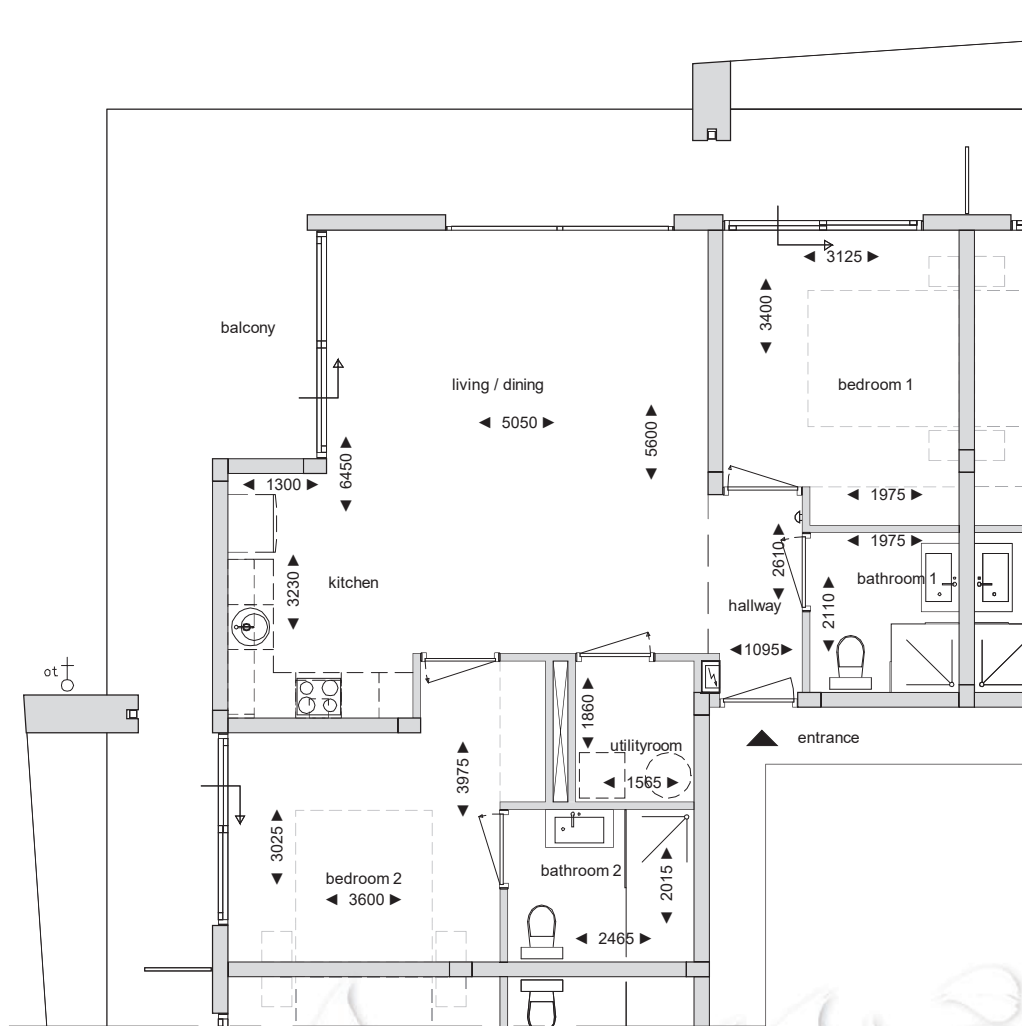 3125
3400
balcony
living / dining
bedroom 1
5050
5600
6450
1300
1975
1975
2610
3230
kitchen
bathroom 1
hallway
2110
1095
ot
1860
utilityroom
entrance
3975
1565
3025
bathroom 2
bedroom 2
2015
3600
2465